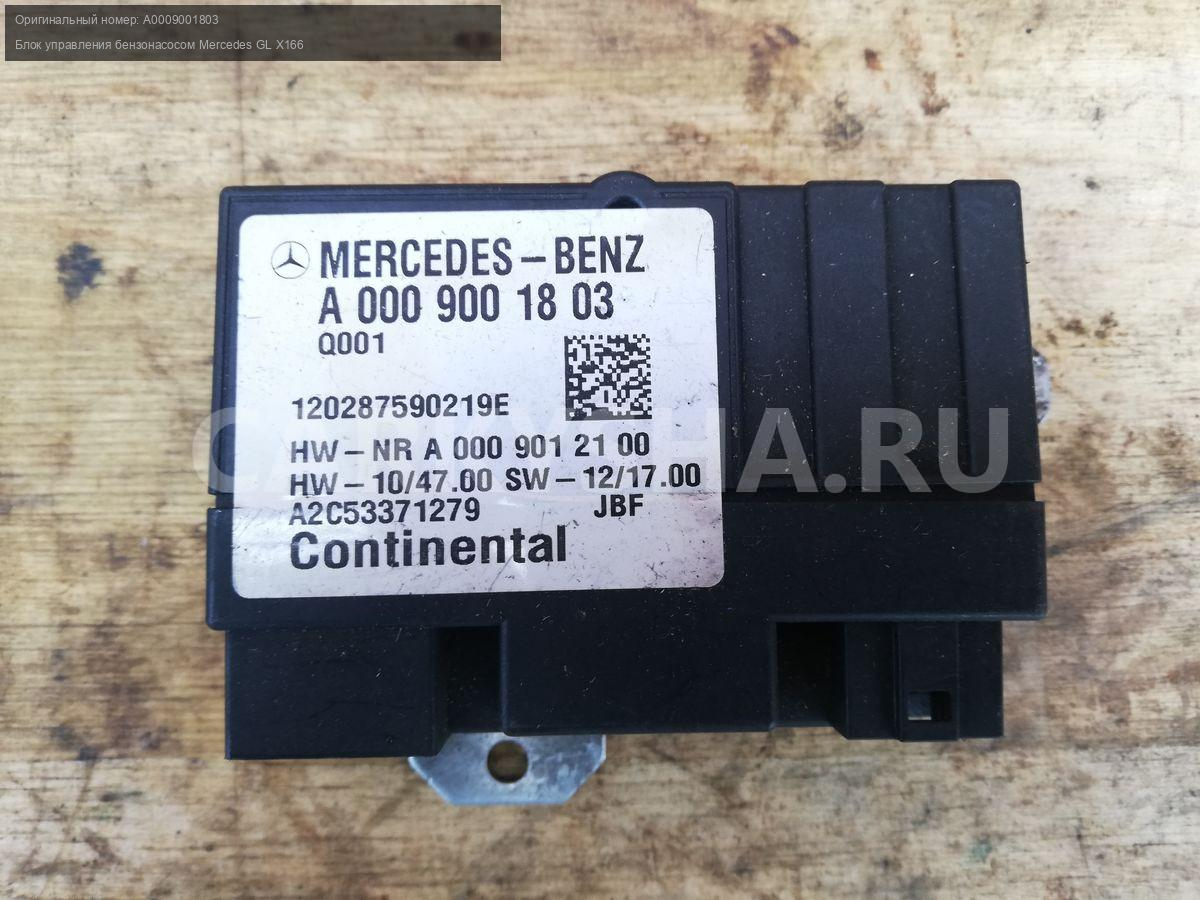 Оригинальный номер: A0009001803
Блок управления бензонасосом Mercedes GL X166
MERCEDES-BENZ
A 000 900 18 03
Q001
120287590219E
HW-NR A 000 901 21 00
HW-10/47.00 SW-12/17.00
A2C53371279 JBF
Continental
.RU